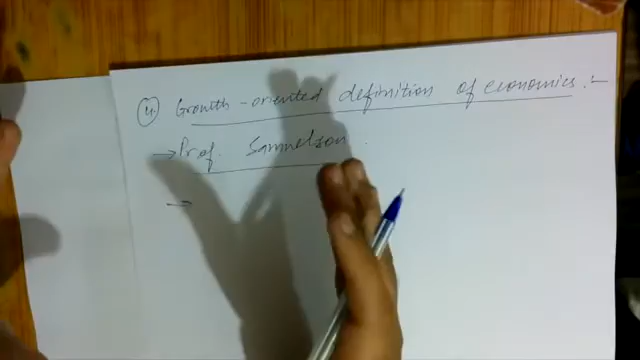 4. Growth-oriented definition of economics :-
→ Prof. Samuelson.
→